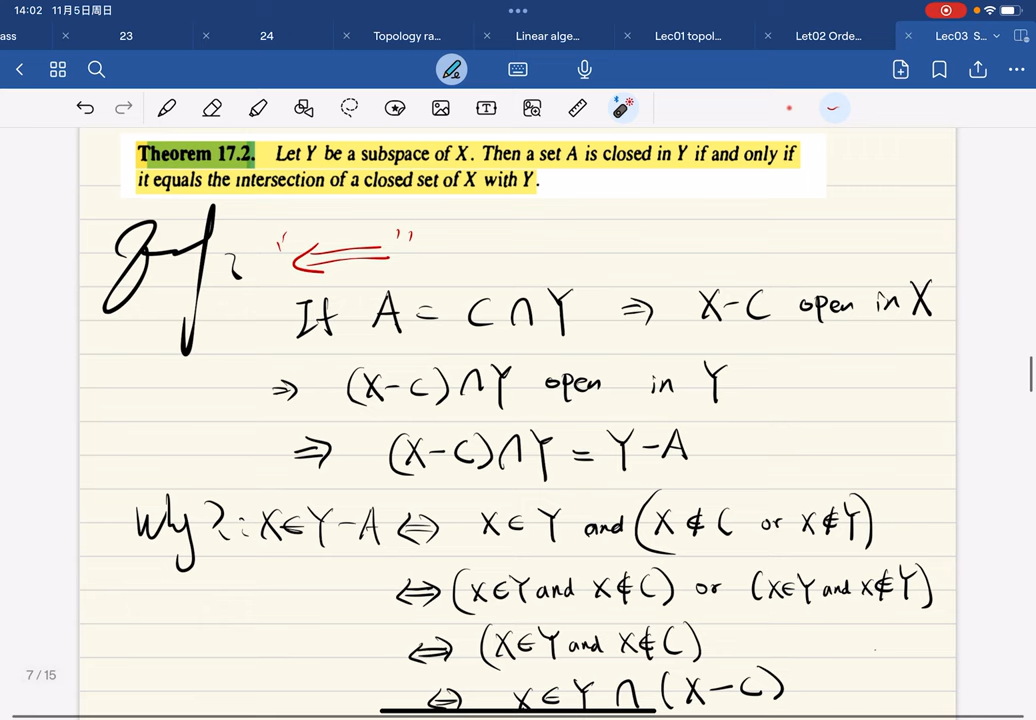 14:02 11月5日周日
ass
23
24
Topology ra...
Linear alge...
Lec01 topol...
Let02 Orde...
Lec03 S...
Theorem 17.2. Let Y be a subspace of X. Then a set A is closed in Y if and only if
it equals the intersection of a closed set of X with Y.
Proof: "⇐"
If A = C ∩ Y ⇒ X-C open in X
⇒ (X-C) ∩ Y open in Y
⇒ (X-C) ∩ Y = Y-A
Why?: X∈Y-A ⇔ X∈Y and (X∉C or X∉Y)
⇔ (X∈Y and X∉C) or (X∈Y and X∉Y)
⇔ (X∈Y and X∉C)
⇔ X∈Y ∩ (X-C)
7/15